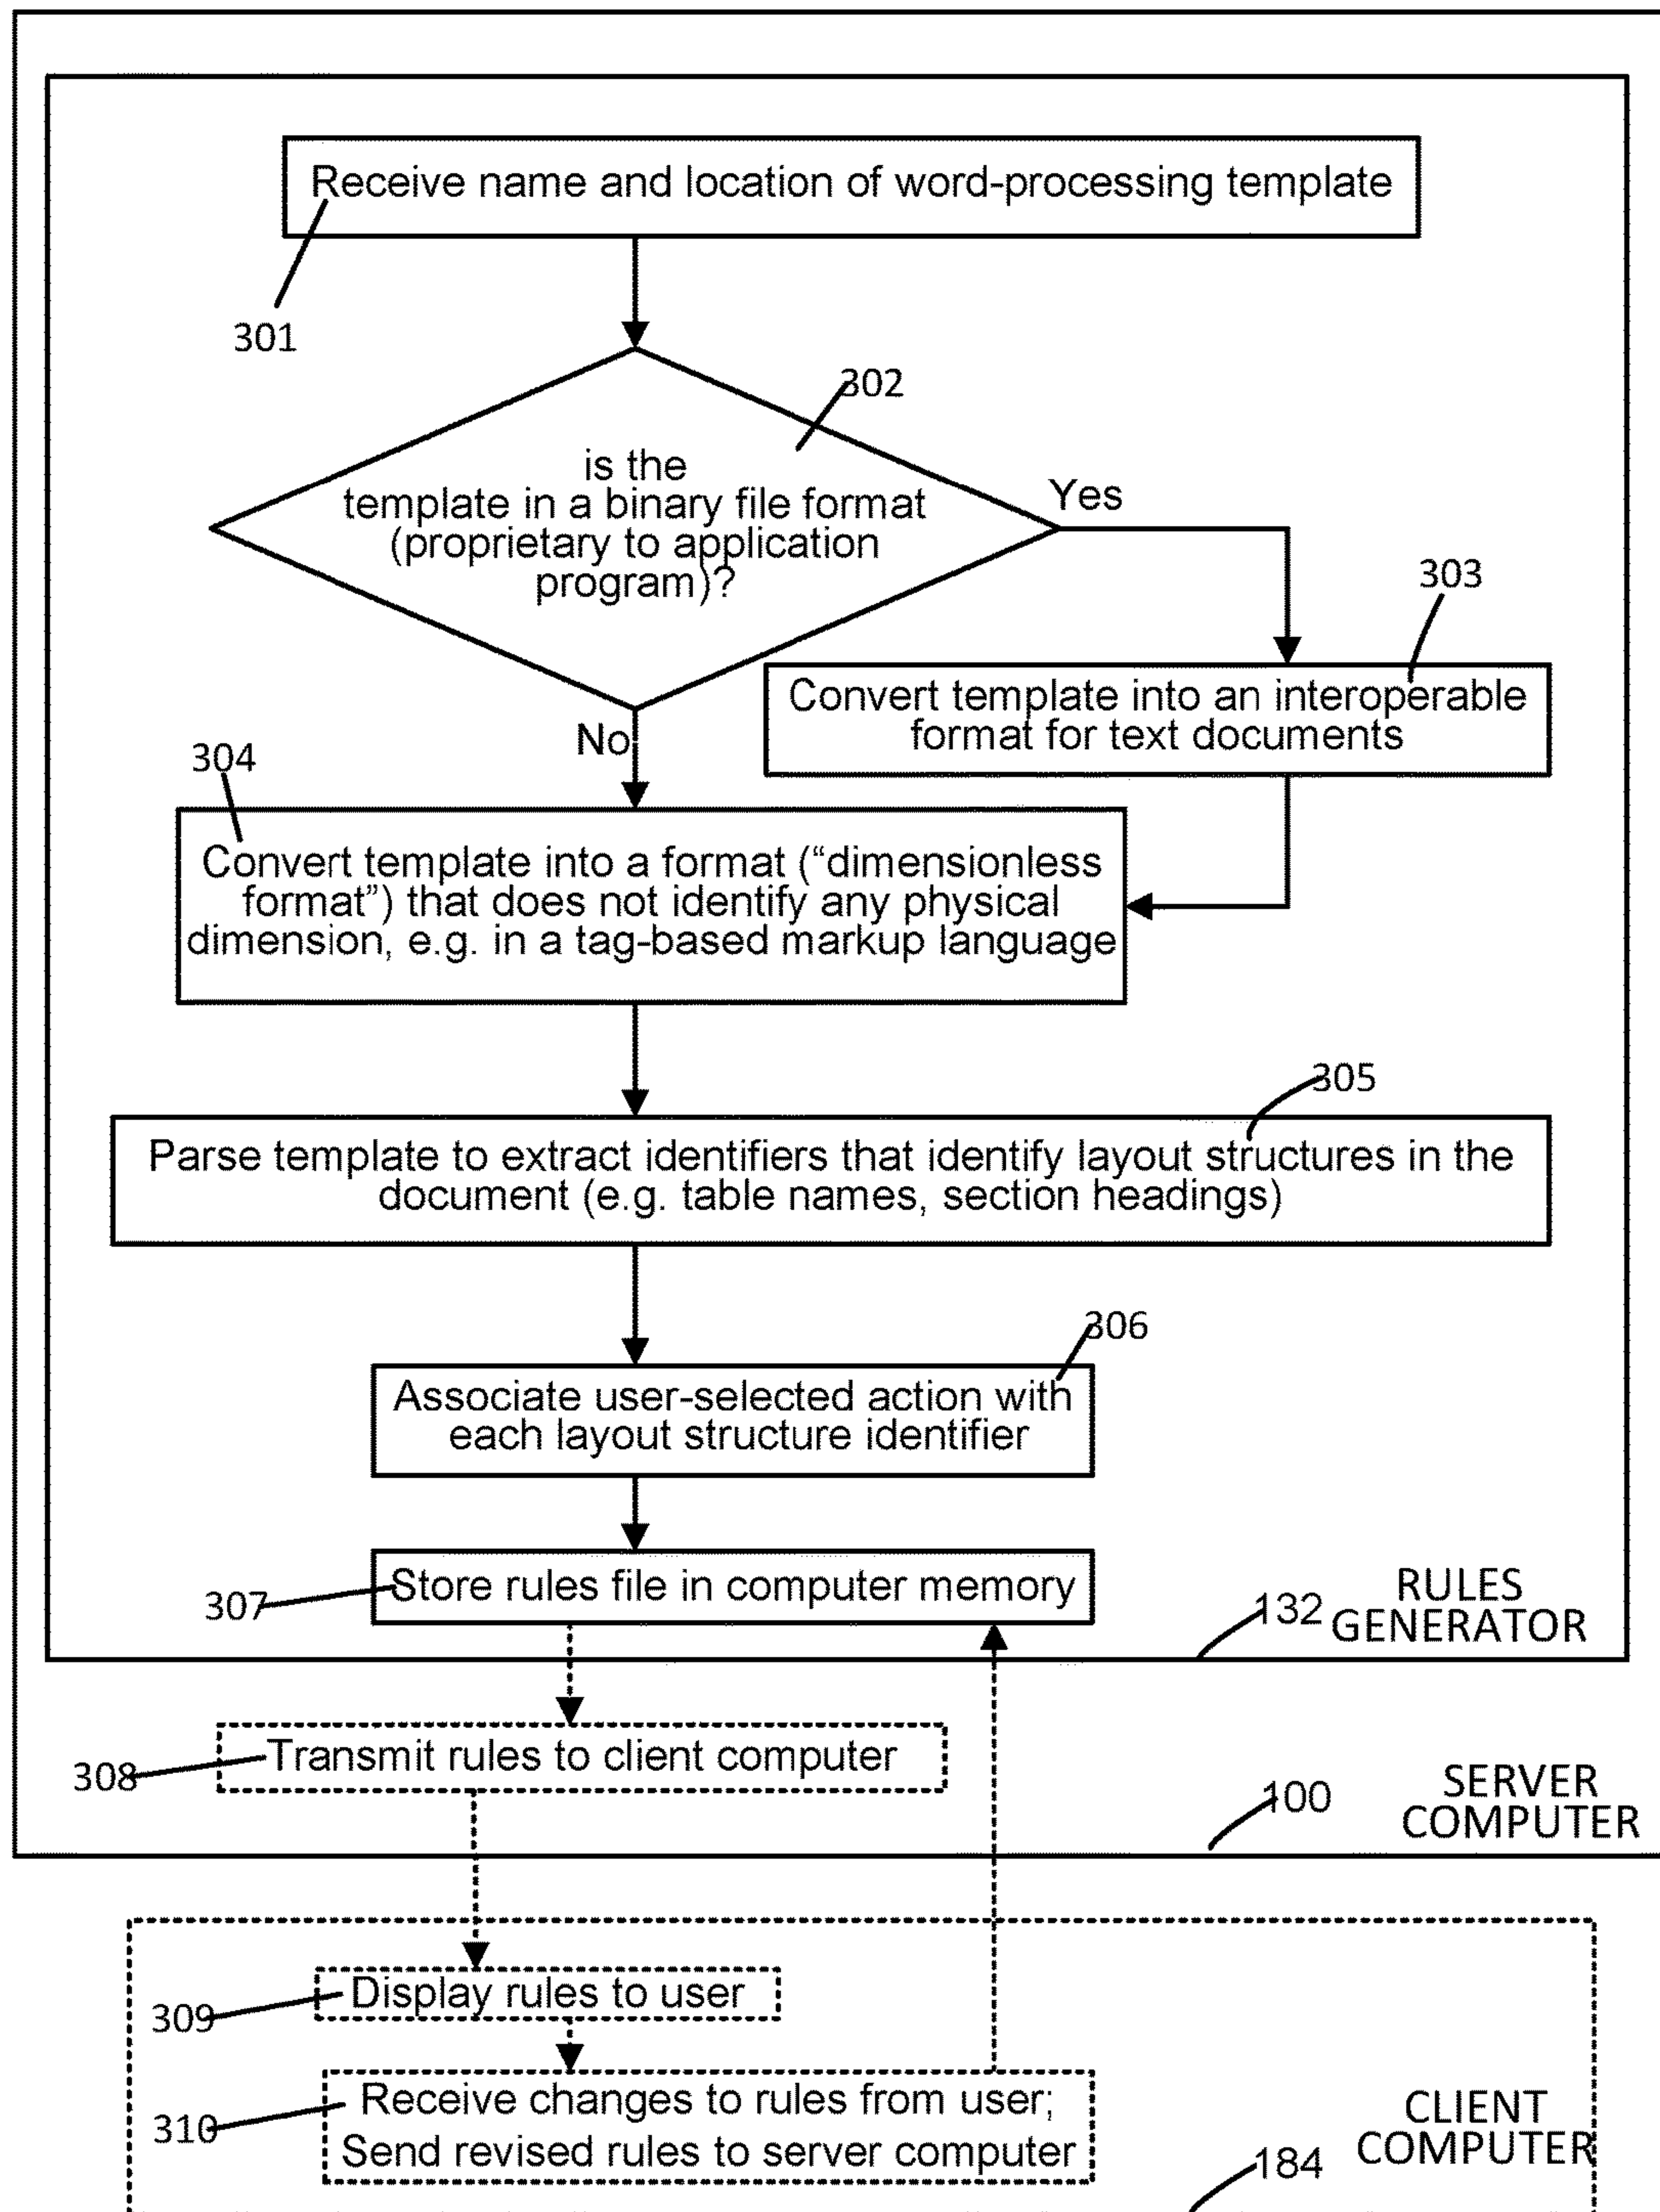 Receive name and location of word-processing template
301
302
is the
template in a binary file format
(proprietary to application
program)?
Yes
303
Convert template into an interoperable
format for text documents
No
304
Convert template into a format (“dimensionless
format”) that does not identify any physical
dimension, e.g. in a tag-based markup language
305
Parse template to extract identifiers that identify layout structures in the
document (e.g. table names, section headings)
306
Associate user-selected action with
each layout structure identifier
Store rules file in computer memory
307
132
RULES
GENERATOR
Transmit rules to client computer
308
100
SERVER
COMPUTER
Display rules to user
309
Receive changes to rules from user;
Send revised rules to server computer
310
CLIENT
COMPUTER
184